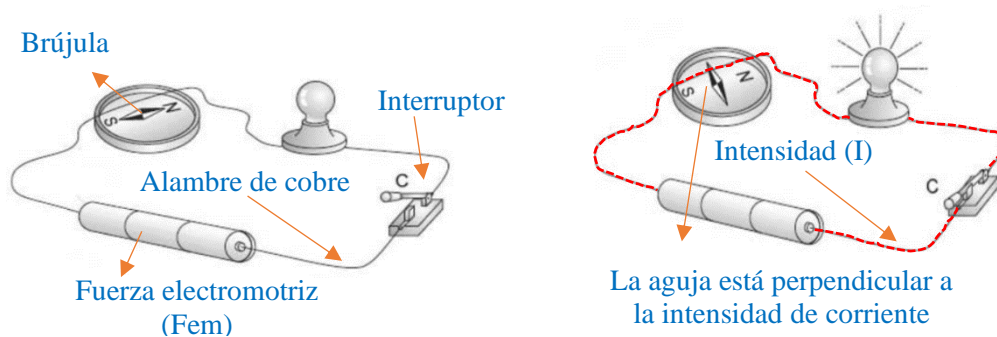 Brújula
N
S
Interruptor
C
Alambre de cobre
Fuerza electromotriz
(Fem)
N
S
Intensidad (I)
C
La aguja está perpendicular a
la intensidad de corriente